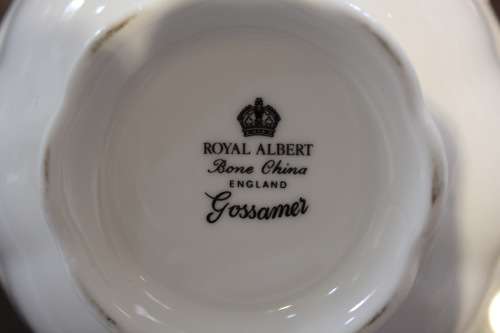 ROYAL ALBERT
Bone China
ENGLAND
Gossamer